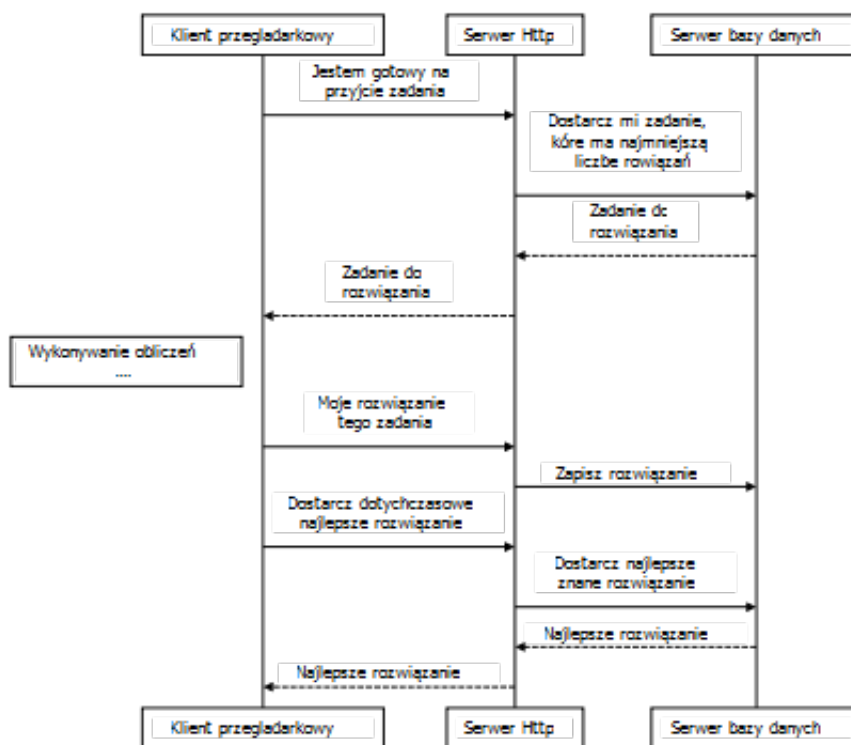 Klient przegladarkowy
Serwer Http
Serwer bazy danych
Jestem gotowy na
przyjcie zadania
Dostarcz mi zadanie,
kóre ma najmniejszą
liczbe rowiązań
Zadanie dc
rozwiązania
Zadanie do
rozwiązania
Wykonywanie obliczeń
....
Moje rozwiązanie
tego zadania
Zapisz rozwiązanie
Dostarcz dotychczasowe
najlepsze rozwiązanie
Dostarcz najlepsze
znane rozwiązanie
Najlepsze rozwiązanie
Najlepsze rozwiązanie
Klient przegladarkowy
Serwer Http
Serwer bazy danych